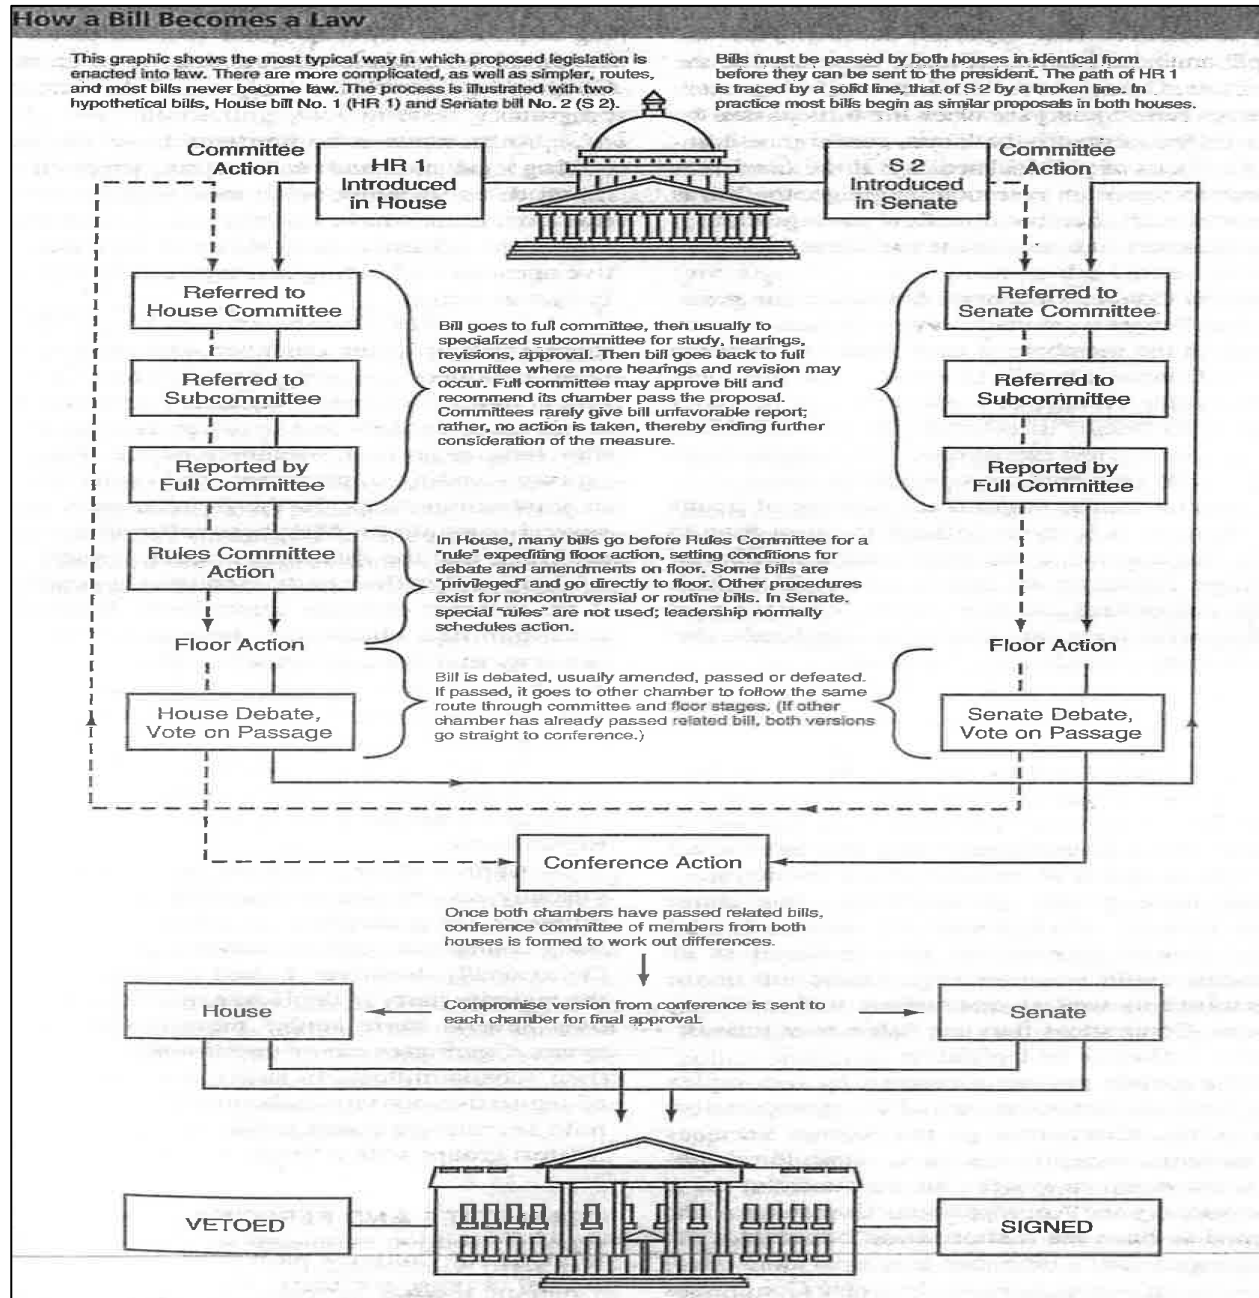 How a Bill Becomes a Law
This graphic shows the most typical way in which proposed legislation is
enacted into law. There are more complicated, as well as simpler, routes,
and most bills never become law. The process is illustrated with two
hypothetical bills, House bill No. 1 (HR 1) and Senate bill No. 2 (S 2).
Bills must be passed by both houses in identical form
before they can be sent to the president. The path of HR 1
is traced by a solid line, that of S 2 by a broken line. In
practice most bills begin as similar proposals in both houses.
Committee
Action
HR 1
Introduced
in House
S 2
Introduced
in Senate
Committee
Action
Referred to
House Committee
Referred to
Subcommittee
Reported by
Full Committee
Bill goes to full committee, then usually to
specialized subcommittee for study, hearings,
revisions, approval. Then bill goes back to full
committee where more hearings and revision may
occur. Full committee may approve bill and
recommend its chamber pass the proposal.
Committees rarely give bill unfavorable report;
rather, no action is taken, thereby ending further
consideration of the measure.
Referred to
Senate Committee
Referred to
Subcommittee
Reported by
Full Committee
Rules Committee
Action
In House, many bills go before Rules Committee for a
"rule" expediting floor action, setting conditions for
debate and amendments on floor. Some bills are
"privileged" and go directly to floor. Other procedures
exist for noncontroversial or routine bills. In Senate,
special "rules" are not used; leadership normally
schedules action.
Floor Action
Floor Action
House Debate,
Vote on Passage
Bill is debated, usually amended, passed or defeated.
If passed, it goes to other chamber to follow the same
route through committee and floor stages. (If other
chamber has already passed related bill, both versions
go straight to conference.)
Senate Debate,
Vote on Passage
Conference Action
Once both chambers have passed related bills,
conference committee of members from both
houses is formed to work out differences.
House
Compromise version from conference is sent to
each chamber for final approval.
Senate
VETOED
SIGNED